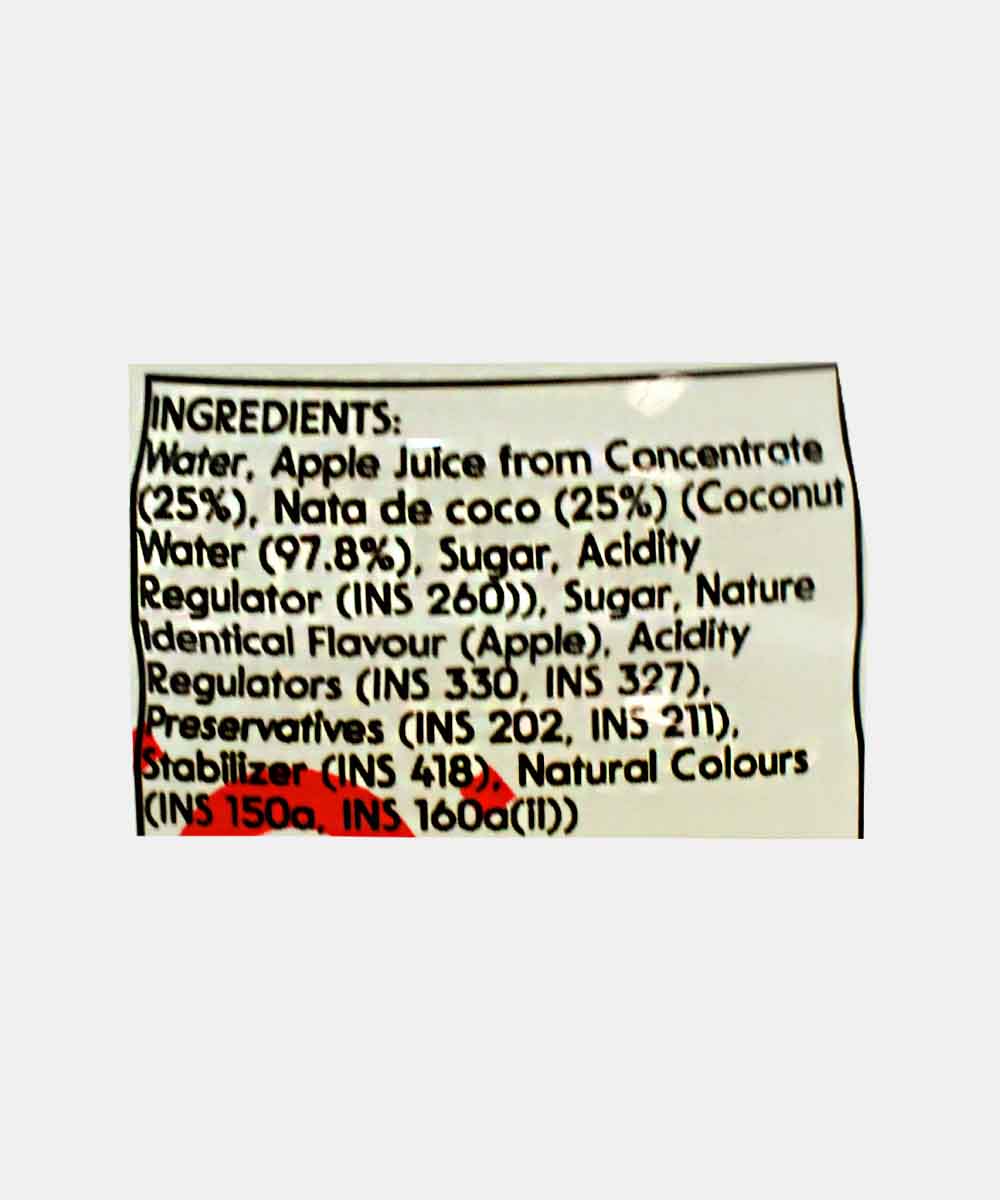 INGREDIENTS:
Water, Apple Juice from Concentrate
(25%), Nata de coco (25%) (Coconut
Water (97.8%), Sugar, Acidity
Regulator (INS 260)), Sugar, Nature
Identical Flavour (Apple), Acidity
Regulators (INS 330, INS 327),
Preservatives (INS 202, INS 211),
Stabilizer (INS 418), Natural Colours
(INS 150a, INS 160a(ii))